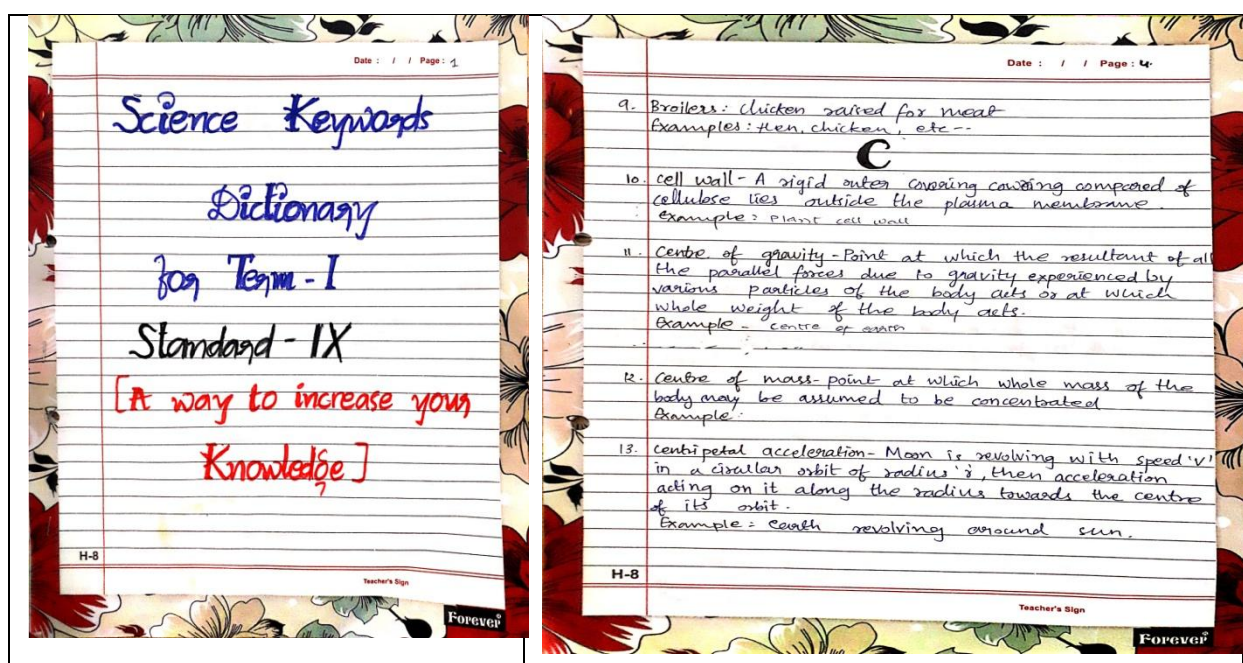 Date : / / Page : 1
Science Keywords
Dictionary
for Term - I
Standard - IX
[A way to increase your
Knowledge]
H-8
Teacher's Sign
Forever
Date : / / Page : 4.
9. Broilers : Chicken raised for meat
Examples : Hen, chicken, etc --
C
10. cell wall - A rigid outer covering covering compared of
cellulose lies outside the plasma membrane.
Example : Plant cell wall
11. Centre of gravity - Point at which the resultant of all
the parallel forces due to gravity experienced by
various particles of the body acts or at which
whole weight of the body acts.
Example - centre of earth
12. Centre of mass - point at which whole mass of the
body may be assumed to be concentrated
Example :
13. Centripetal acceleration - Moon is revolving with speed 'v'
in a circular orbit of radius 'r', then acceleration
acting on it along the radius towards the centre
of its orbit.
Example : earth revolving around sun.
H-8
Teacher's Sign
Forever